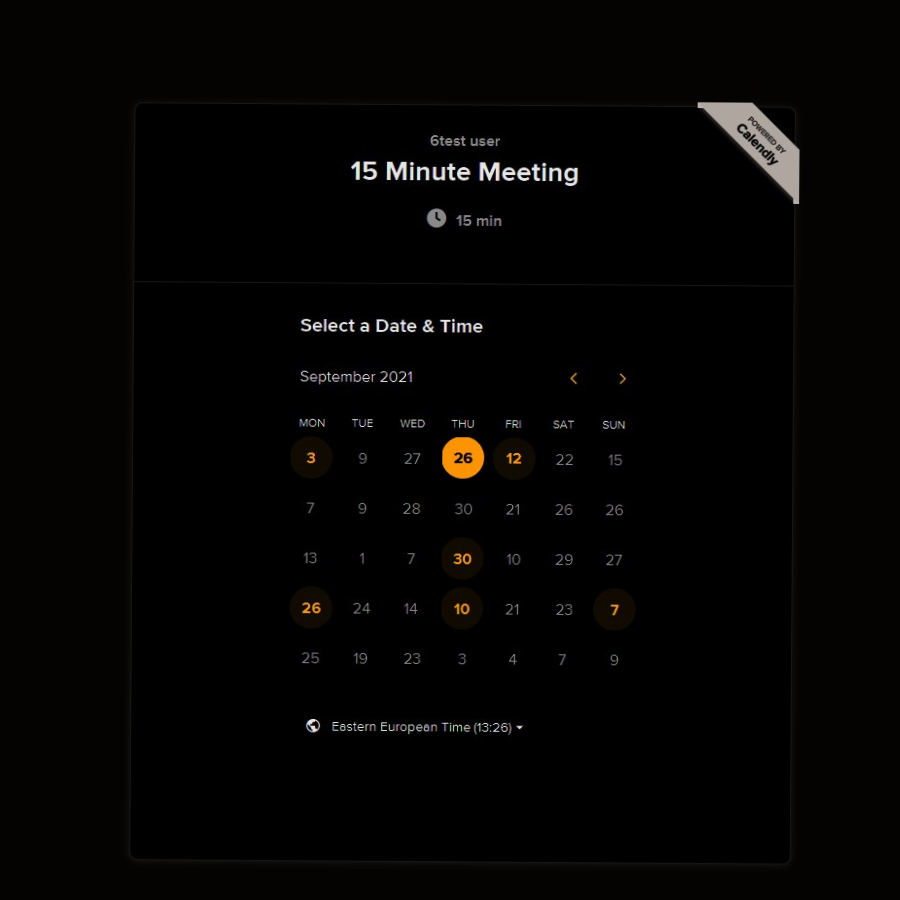 POWERED BY
Calendly
6test user
15 Minute Meeting
15 min
Select a Date & Time
September 2021
MON TUE WED THU FRI SAT SUN
3 9 27 26 12 22 15
7 9 28 30 21 26 26
13 1 7 30 10 29 27
26 24 14 10 21 23 7
25 19 23 3 4 7 9
Eastern European Time (13:26)